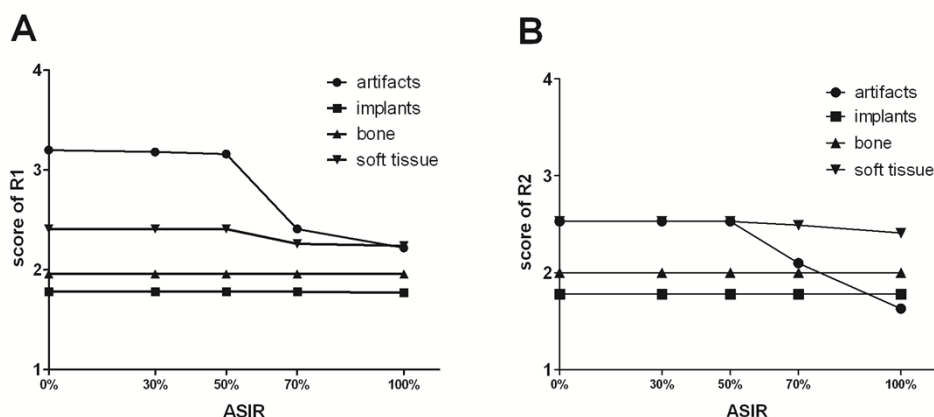 A
score of R1
4
3
2
1
artifacts
implants
bone
soft tissue
0% 30% 50% 70% 100%
ASIR
B
score of R2
4
3
2
1
artifacts
implants
bone
soft tissue
0% 30% 50% 70% 100%
ASIR